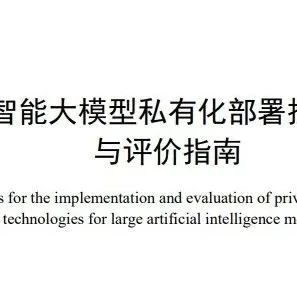 智能大模型私有化部署
与评价指南
s for the implementation and evaluation of
technologies for large artificial intelligence